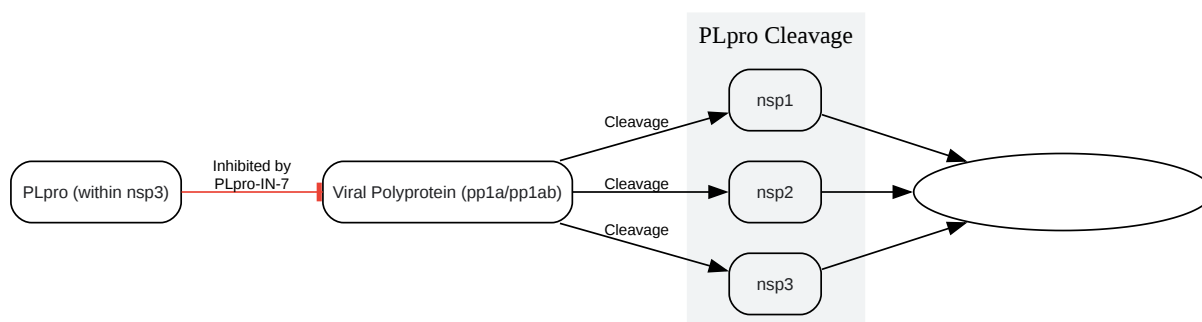 PLpro Cleavage
nsp1
Cleavage
Inhibited by
PLpro-IN-7
PLpro (within nsp3)
Viral Polyprotein (pp1a/pp1ab)
Cleavage
nsp2
Cleavage
nsp3